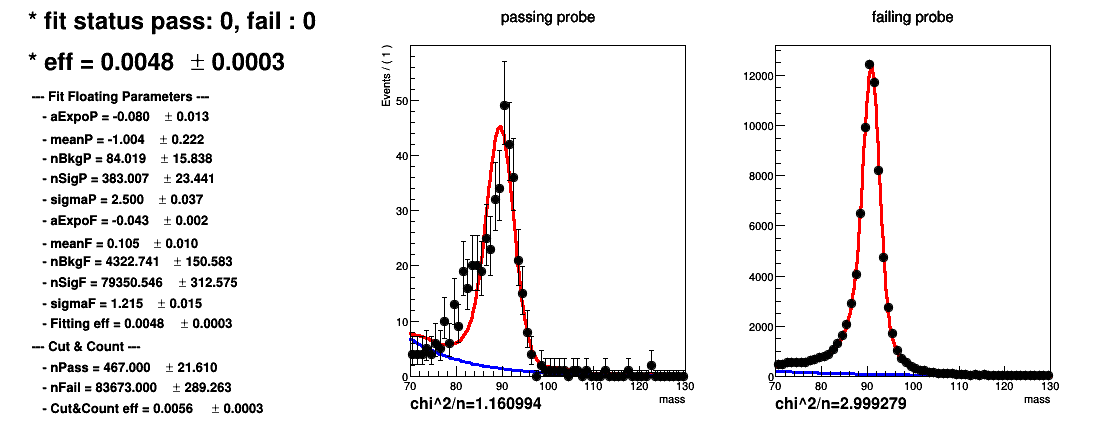 * fit status pass: 0, fail : 0
* eff = 0.0048 ± 0.0003
--- Fit Floating Parameters ---
- aExpoP = -0.080 ± 0.013
- meanP = -1.004 ± 0.222
- nBkgP = 84.019 ± 15.838
- nSigP = 383.007 ± 23.441
- sigmaP = 2.500 ± 0.037
- aExpoF = -0.043 ± 0.002
- meanF = 0.105 ± 0.010
- nBkgF = 4322.741 ± 150.583
- nSigF = 79350.546 ± 312.575
- sigmaF = 1.215 ± 0.015
- Fitting eff = 0.0048 ± 0.0003
--- Cut & Count ---
- nPass = 467.000 ± 21.610
- nFail = 83673.000 ± 289.263
- Cut&Count eff = 0.0056 ± 0.0003
passing probe
Events / ( 1 )
50
40
30
20
10
0
70 80 90 100 110 120 130
mass
chi^2/n=1.160994
failing probe
12000
10000
8000
6000
4000
2000
0
70 80 90 100 110 120 130
mass
chi^2/n=2.999279